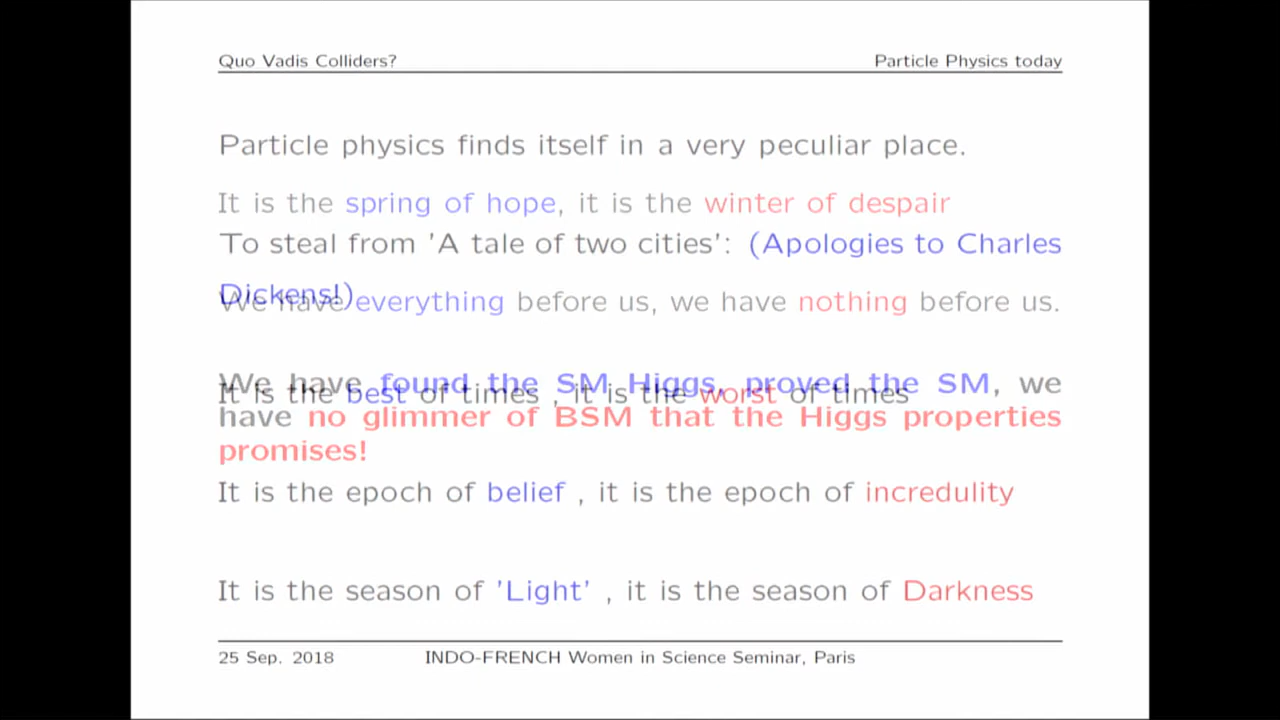 Quo Vadis Colliders? Particle Physics today
Particle physics finds itself in a very peculiar place.
It is the spring of hope, it is the winter of despair
To steal from 'A tale of two cities': (Apologies to Charles
Dickens!)
We have everything before us, we have nothing before us.
We have found the SM Higgs, proved the SM, we
It is the best of times , it is the worst of times
have no glimmer of BSM that the Higgs properties
promises!
It is the epoch of belief , it is the epoch of incredulity
It is the season of 'Light' , it is the season of Darkness
25 Sep. 2018 INDO-FRENCH Women in Science Seminar, Paris